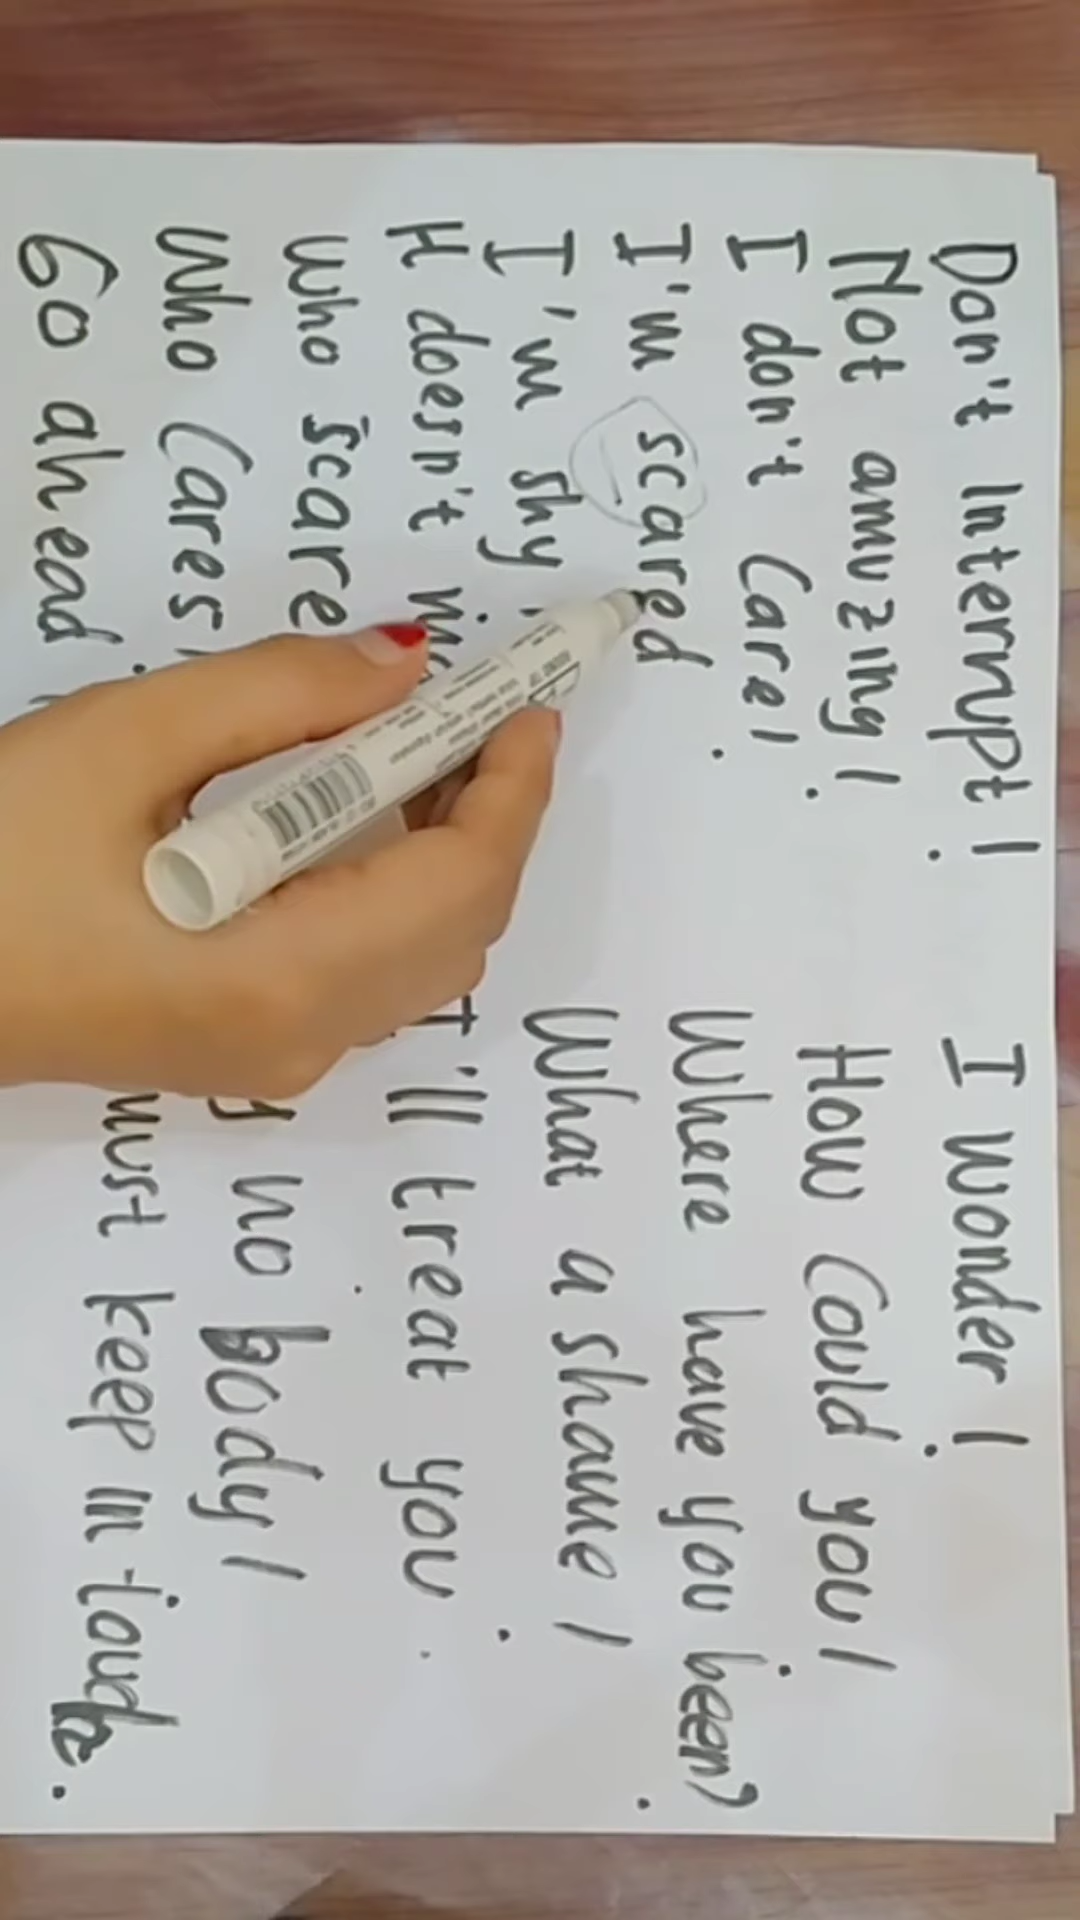 Don't Interrupt!
Not amuzing!
I don't Care!
I'm scared
I'm shy
It doesn't
Who scare
Who Cares!
Go ahead
I Wonder!
How Could you!
Where have you been?
What a shame!
I'll treat you.
no body!
must keep in touch.